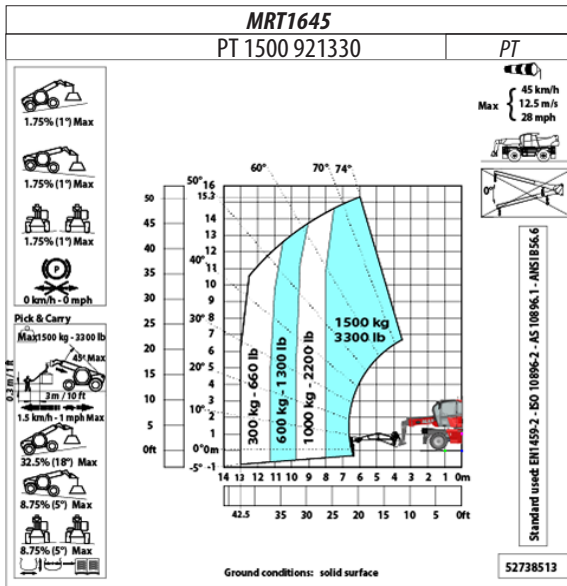 MRT1645
PT 1500 921330
PT
1.75% (1°) Max
1.75% (1°) Max
1.75% (1°) Max
P
0 km/h - 0 mph
Pick & Carry
Max1500 kg - 3300 lb
45° Max
0.3 m/1 ft
3m / 10 ft
1.5 km/h - 1 mph Max
32.5% (18°) Max
8.75% (5°) Max
8.75% (5°) Max
Max
45 km/h
12.5 m/s
28 mph
0°
50°
60°
70°
74°
40°
30°
20°
10°
0°
-5°
50
45
40
35
30
25
20
15
10
5
0ft
16
15.3
14
13
12
11
10
9
8
7
6
5
4
3
2
1
0m
-1
300 kg - 660 lb
600 kg - 1300 lb
1000 kg - 2200 lb
1500 kg
3300 lb
14 13 12 11 10 9 8 7 6 5 4 3 2 1 0m
42.5 35 30 25 20 15 10 5 0ft
Ground conditions: solid surface
Standard used: EN1459-2 - ISO 10896-2 - AS 10896.1 - ANSI IB56.6
52738513